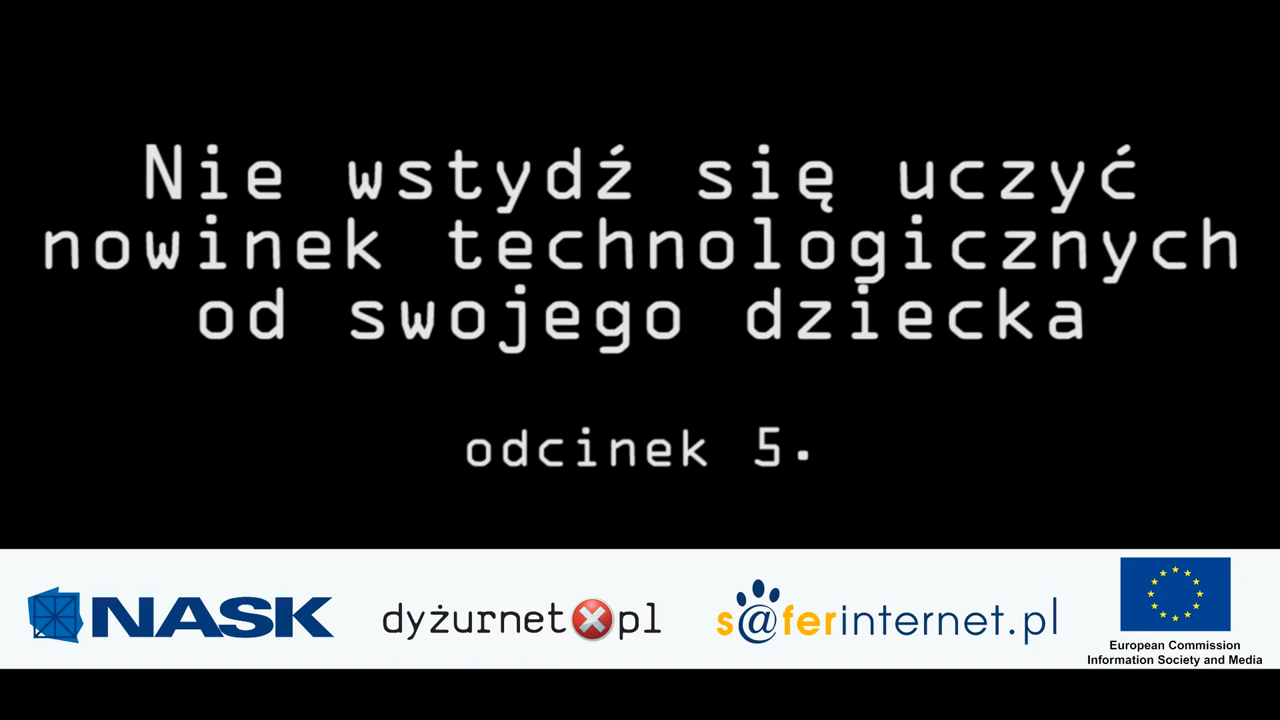 Nie wstydź się uczyć
nowinek technologicznych
od swojego dziecka
odcinek 5.
NASK
dyżurnet pl
s@ferinternet.pl
European Commission
Information Society and Media